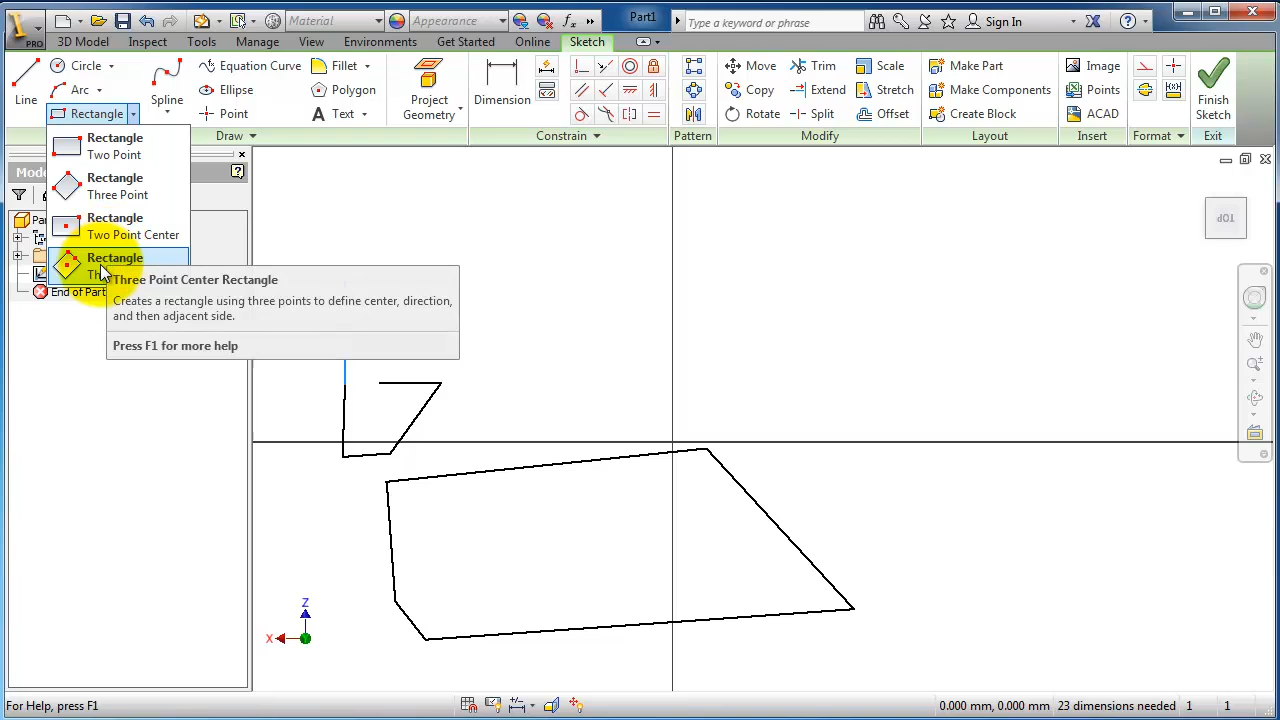 Material
Appearance
Part1
Type a keyword or phrase
Sign In
PRO
3D Model
Inspect
Tools
Manage
View
Environments
Get Started
Online
Sketch
Line
Circle
Arc
Rectangle
Spline
Equation Curve
Ellipse
Point
Fillet
Polygon
Text
Project
Geometry
Dimension
Move
Copy
Rotate
Trim
Extend
Split
Scale
Stretch
Offset
Make Part
Make Components
Create Block
Image
Points
ACAD
Finish
Sketch
Draw
Constrain
Pattern
Modify
Layout
Insert
Format
Exit
Rectangle
Two Point
Rectangle
Three Point
Rectangle
Two Point Center
Rectangle
End of Part
Three Point Center Rectangle
Creates a rectangle using three points to define center, direction,
and then adjacent side.
Press F1 for more help
TOP
Z
X
For Help, press F1
0.000 mm, 0.000 mm
23 dimensions needed
1
1